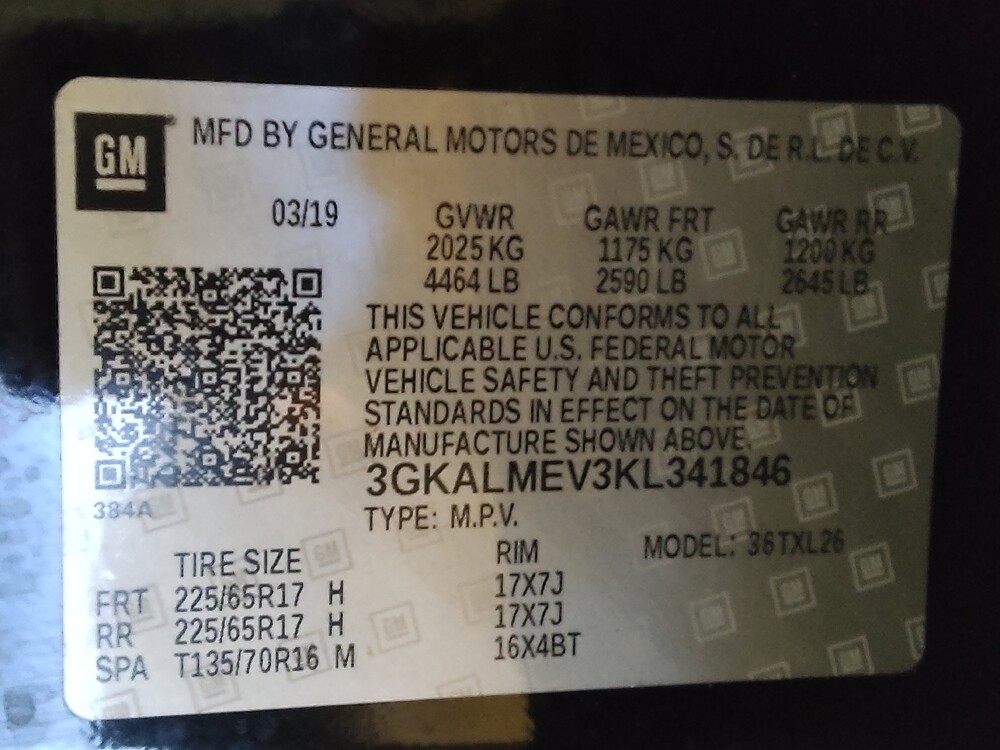 GM MFD BY GENERAL MOTORS DE MEXICO, S. DE R.L. DE C.V.
03/19 GVWR GAWR FRT GAWR RR
2025 KG 1175 KG 1200 KG
4464 LB 2590 LB 2645 LB
THIS VEHICLE CONFORMS TO ALL
APPLICABLE U.S. FEDERAL MOTOR
VEHICLE SAFETY AND THEFT PREVENTION
STANDARDS IN EFFECT ON THE DATE OF
MANUFACTURE SHOWN ABOVE.
3GKALMEV3KL341846
384A
TYPE: M.P.V.
TIRE SIZE RIM MODEL: 36TXL26
FRT 225/65R17 H 17X7J
RR 225/65R17 H 17X7J
SPA T135/70R16 M 16X4BT